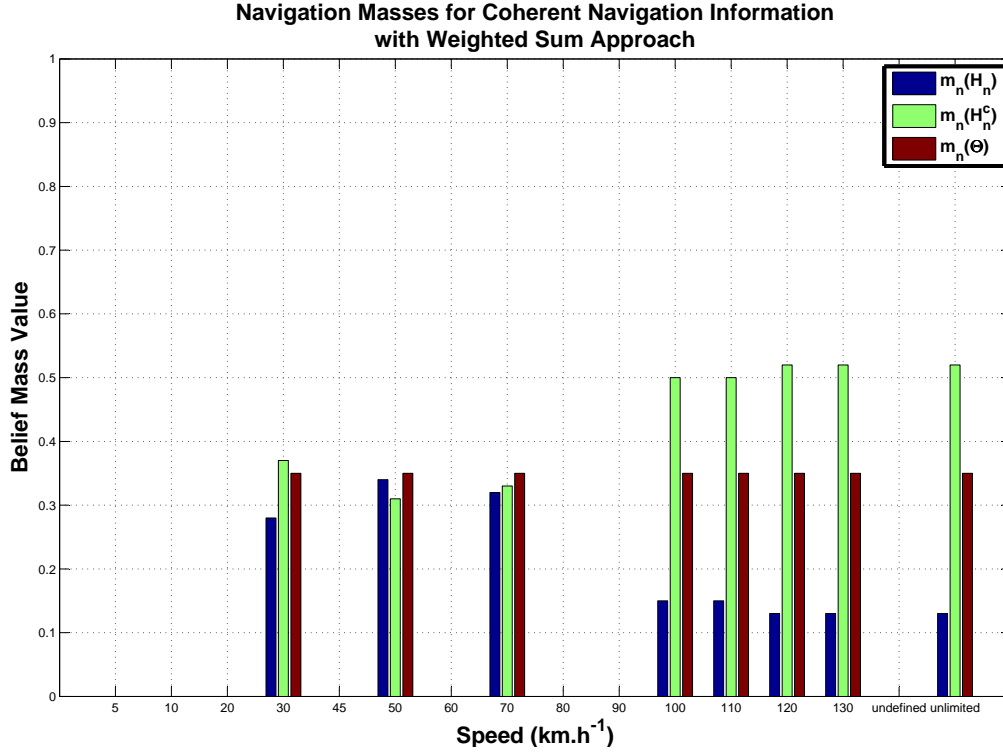 Navigation Masses for Coherent Navigation Information
with Weighted Sum Approach
m_n(H_n)
m_n(H_n^c)
m_n(Θ)
Belief Mass Value
1
0.9
0.8
0.7
0.6
0.5
0.4
0.3
0.2
0.1
0
5 10 20 30 45 50 60 70 80 90 100 110 120 130 undefined unlimited
Speed (km.h⁻¹)